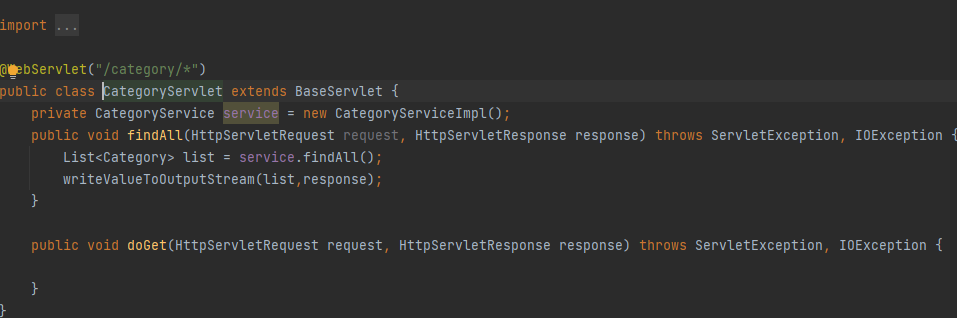 import ...
@WebServlet("/category/*")
public class CategoryServlet extends BaseServlet {
    private CategoryService service = new CategoryServiceImpl();
    public void findAll(HttpServletRequest request, HttpServletResponse response) throws ServletException, IOException {
        List<Category> list = service.findAll();
        writeValueToOutputStream(list,response);
    }
    public void doGet(HttpServletRequest request, HttpServletResponse response) throws ServletException, IOException {
    }
}